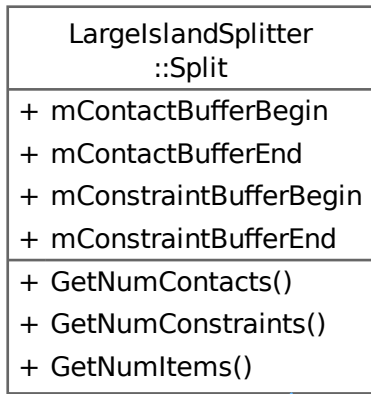 LargeIslandSplitter
::Split
+ mContactBufferBegin
+ mContactBufferEnd
+ mConstraintBufferBegin
+ mConstraintBufferEnd
+ GetNumContacts()
+ GetNumConstraints()
+ GetNumItems()